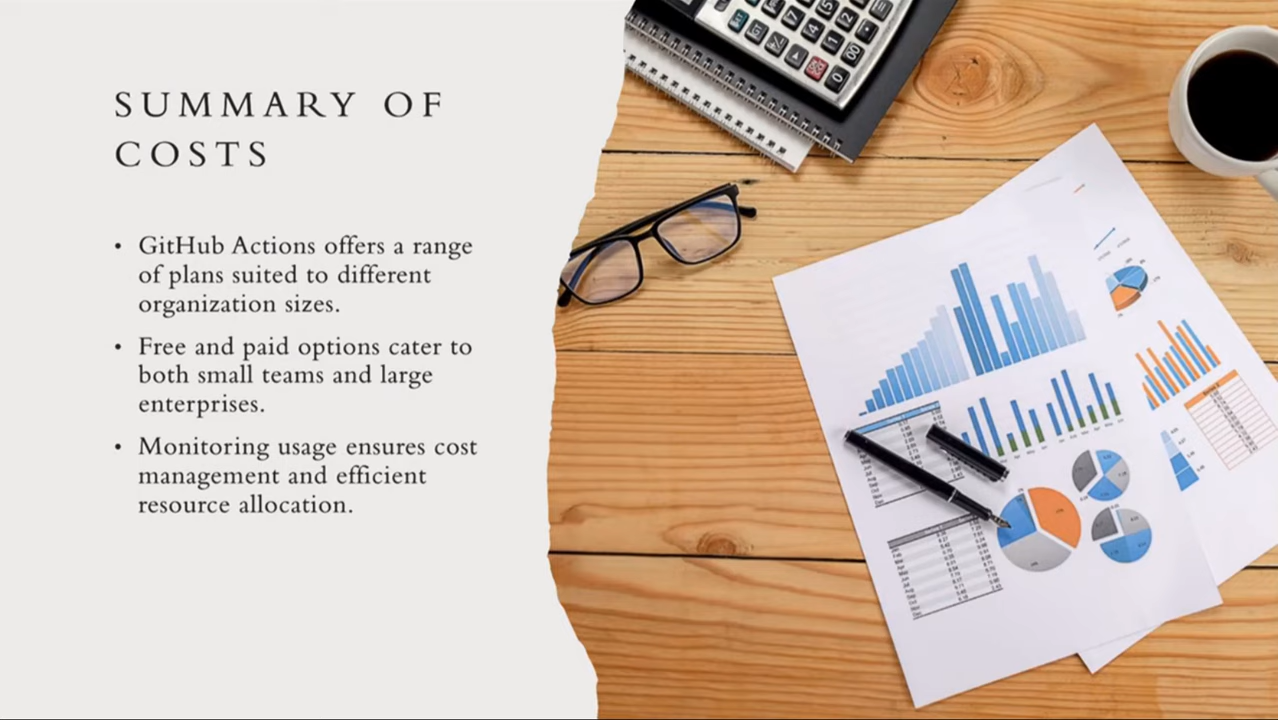 SUMMARY OF
COSTS
• GitHub Actions offers a range
of plans suited to different
organization sizes.
• Free and paid options cater to
both small teams and large
enterprises.
• Monitoring usage ensures cost
management and efficient
resource allocation.